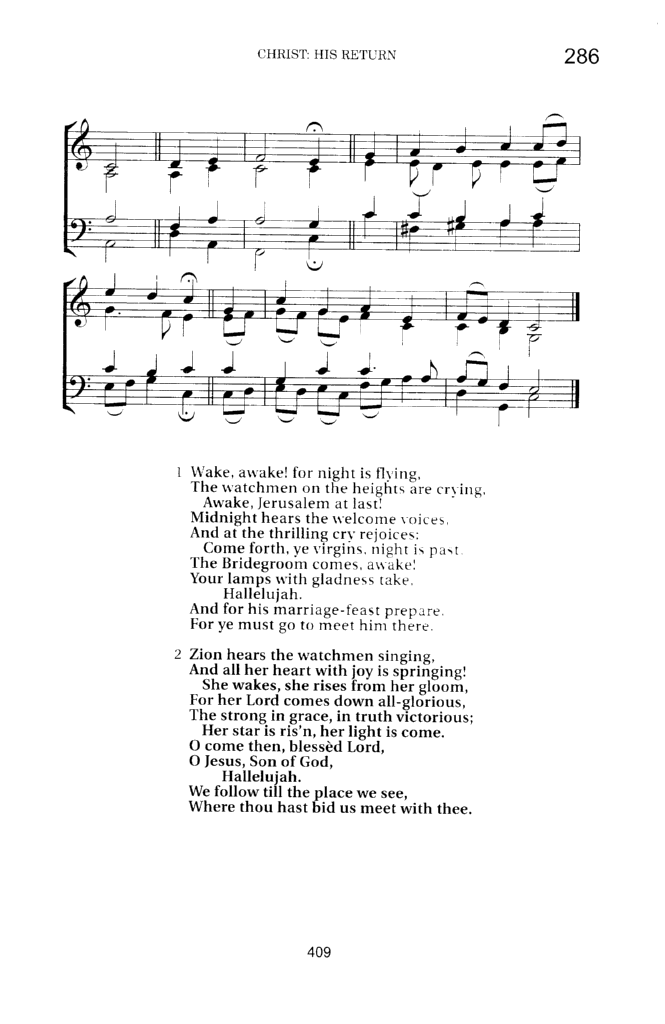 CHRIST: HIS RETURN
286
1 Wake, awake! for night is flying,
The watchmen on the heights are crying,
Awake, Jerusalem at last!
Midnight hears the welcome voices,
And at the thrilling cry rejoices:
Come forth, ye virgins, night is past.
The Bridegroom comes, awake!
Your lamps with gladness take,
Hallelujah.
And for his marriage-feast prepare.
For ye must go to meet him there.
2 Zion hears the watchmen singing,
And all her heart with joy is springing!
She wakes, she rises from her gloom,
For her Lord comes down all-glorious,
The strong in grace, in truth victorious;
Her star is ris'n, her light is come.
O come then, blessèd Lord,
O Jesus, Son of God,
Hallelujah.
We follow till the place we see,
Where thou hast bid us meet with thee.
409